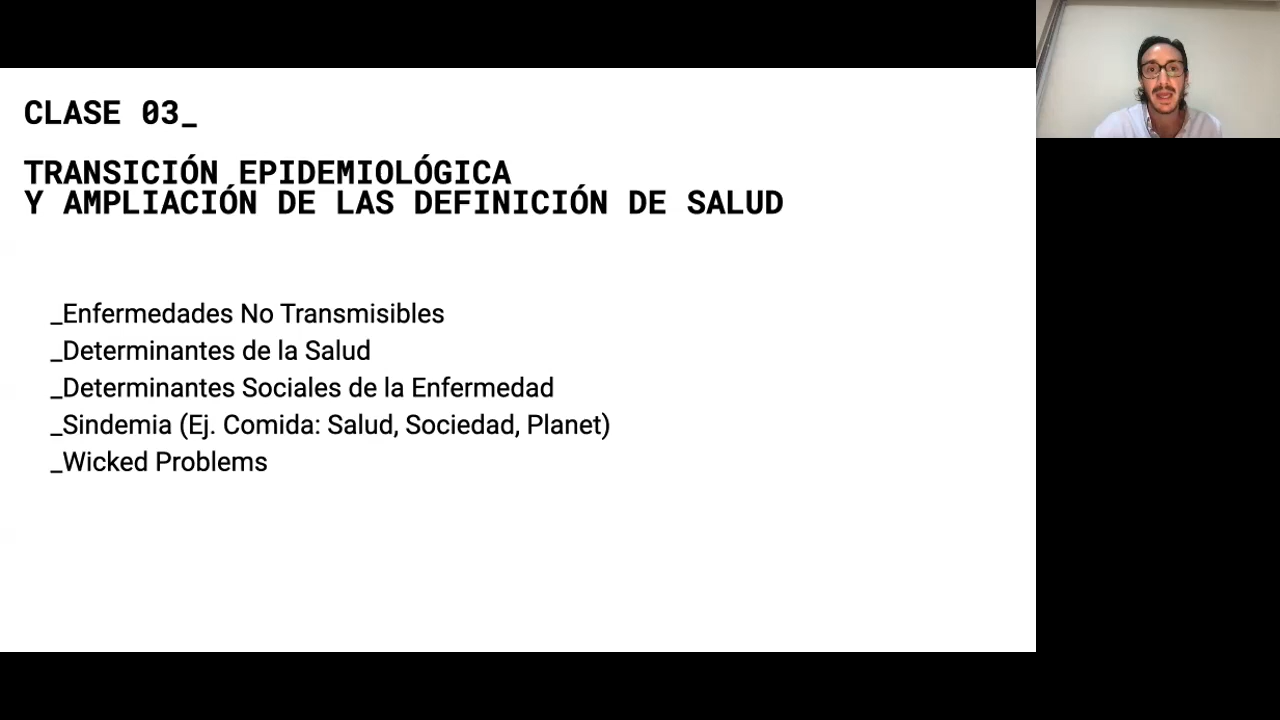 CLASE 03_
TRANSICIÓN EPIDEMIOLÓGICA
Y AMPLIACIÓN DE LAS DEFINICIÓN DE SALUD
_Enfermedades No Transmisibles
_Determinantes de la Salud
_Determinantes Sociales de la Enfermedad
_Sindemia (Ej. Comida: Salud, Sociedad, Planet)
_Wicked Problems